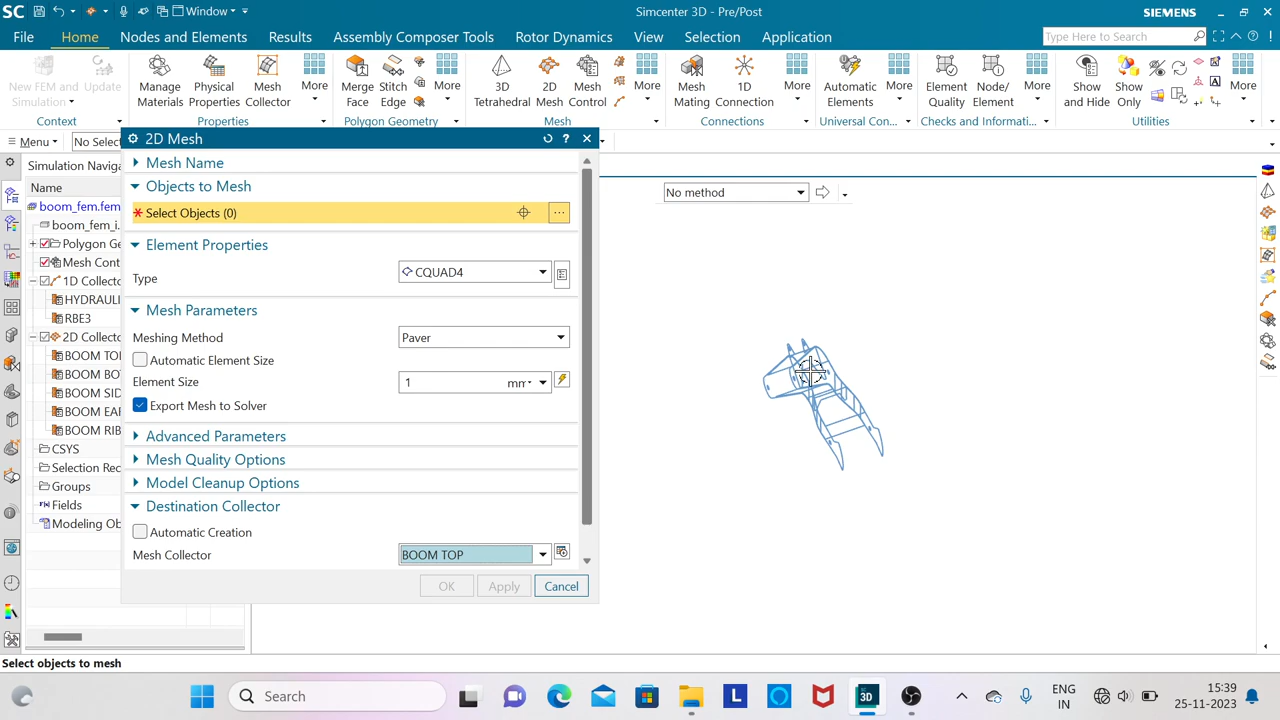 SC Window Simcenter 3D - Pre/Post SIEMENS
File Home Nodes and Elements Results Assembly Composer Tools Rotor Dynamics View Selection Application Type Here to Search
New FEM and Simulation Update Manage Materials Physical Properties Mesh Collector More Merge Face Stitch Edge More 3D Tetrahedral 2D Mesh Mesh Control More Mesh Mating 1D Connection More Automatic Elements More Element Quality Node/Element More Show and Hide Show Only More
Context Properties Polygon Geometry Mesh Connections Universal Con... Checks and Informati... Utilities
Menu No Selec
2D Mesh
Simulation Naviga
Mesh Name
Name
Objects to Mesh
No method
boom_fem.fem
Select Objects (0)
boom_fem_i.
Polygon Ge
Element Properties
Mesh Cont
Type CQUAD4
1D Collecto
HYDRAULI
Mesh Parameters
RBE3
2D Collecto
Meshing Method Paver
BOOM TO
Automatic Element Size
BOOM BO
Element Size 1 mm
BOOM SID
Export Mesh to Solver
BOOM EAR
BOOM RIB
Advanced Parameters
CSYS
Mesh Quality Options
Selection Rec
Model Cleanup Options
Groups
Fields
Destination Collector
Modeling Ob
Automatic Creation
Mesh Collector BOOM TOP
OK Apply Cancel
Select objects to mesh
Search
ENG
IN
15:39
25-11-2023